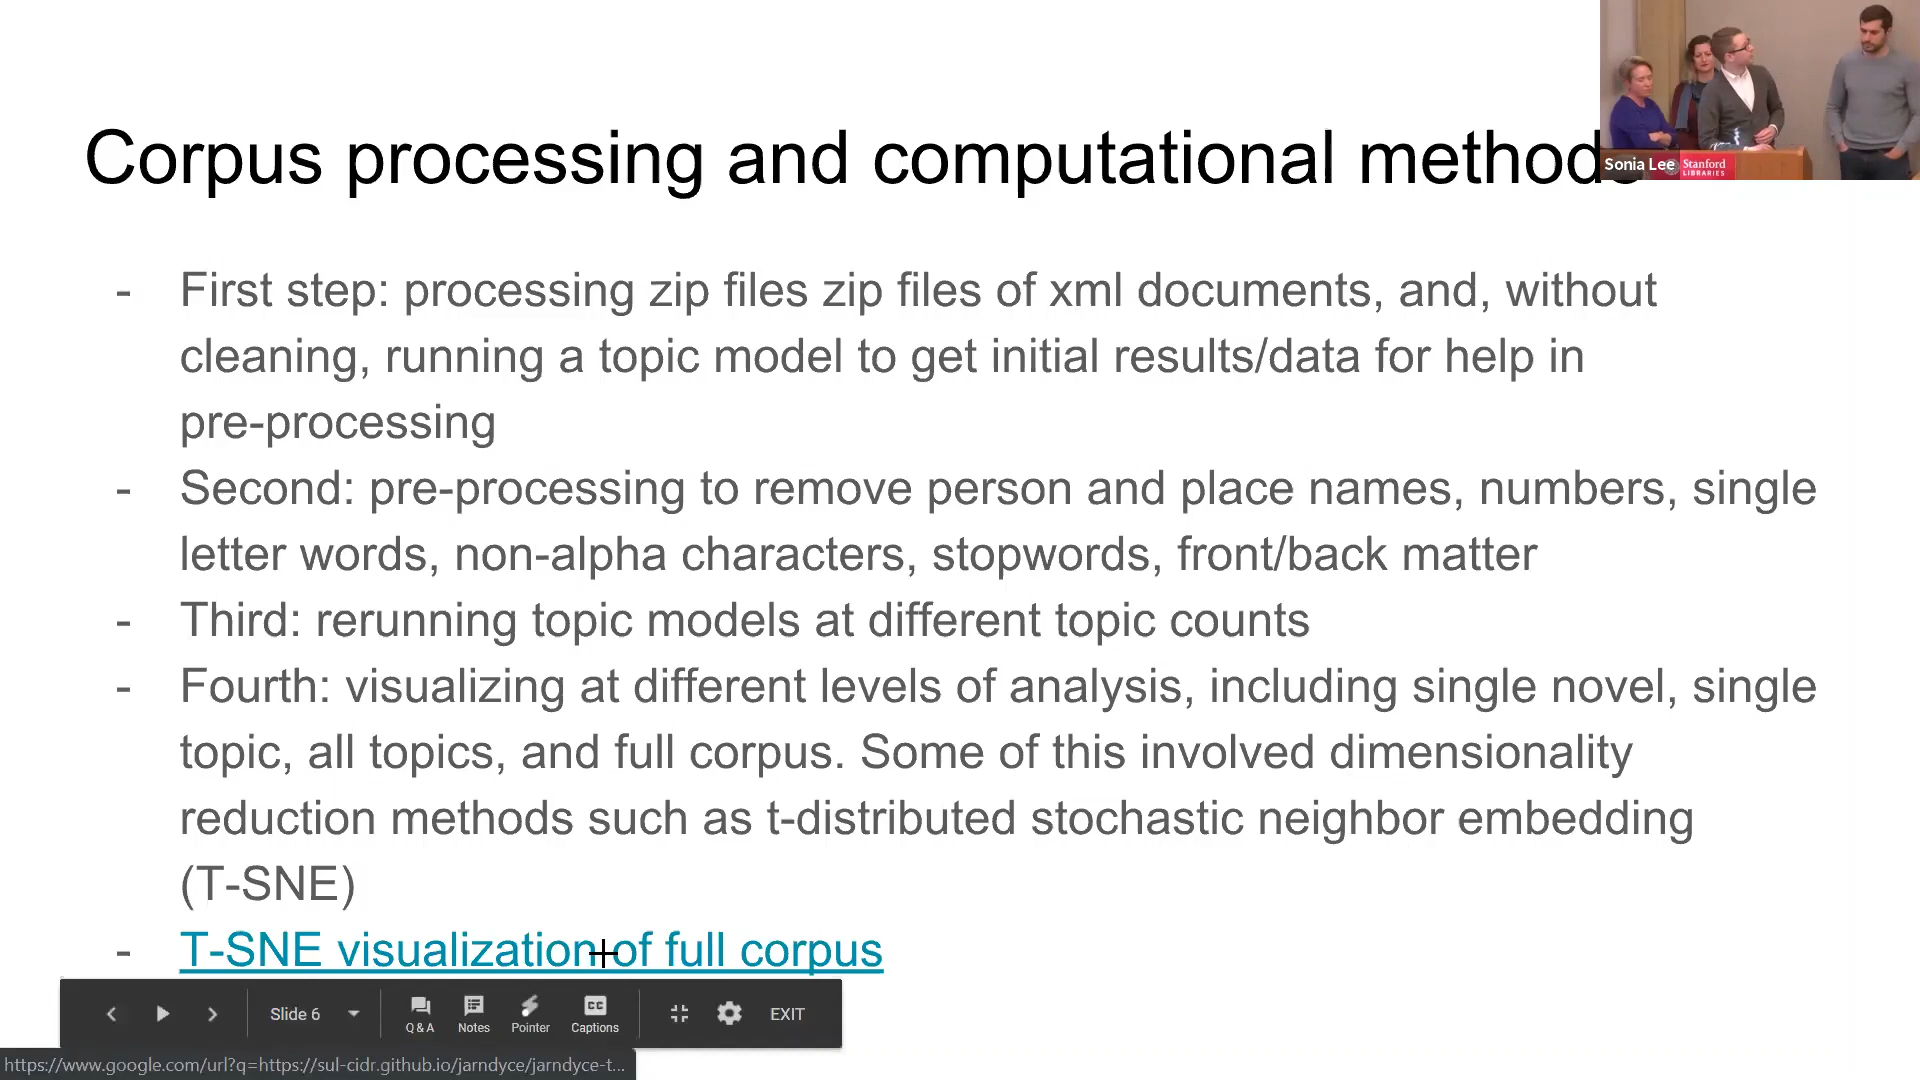 Corpus processing and computational methods
Sonia Lee
Stanford
LIBRARIES
- First step: processing zip files zip files of xml documents, and, without
cleaning, running a topic model to get initial results/data for help in
pre-processing
- Second: pre-processing to remove person and place names, numbers, single
letter words, non-alpha characters, stopwords, front/back matter
- Third: rerunning topic models at different topic counts
- Fourth: visualizing at different levels of analysis, including single novel, single
topic, all topics, and full corpus. Some of this involved dimensionality
reduction methods such as t-distributed stochastic neighbor embedding
(T-SNE)
- T-SNE visualization of full corpus
Slide 6
Q & A
Notes
Pointer
CC
Captions
EXIT
https://www.google.com/url?q=https://sul-cidr.github.io/jarndyce/jarndyce-t...